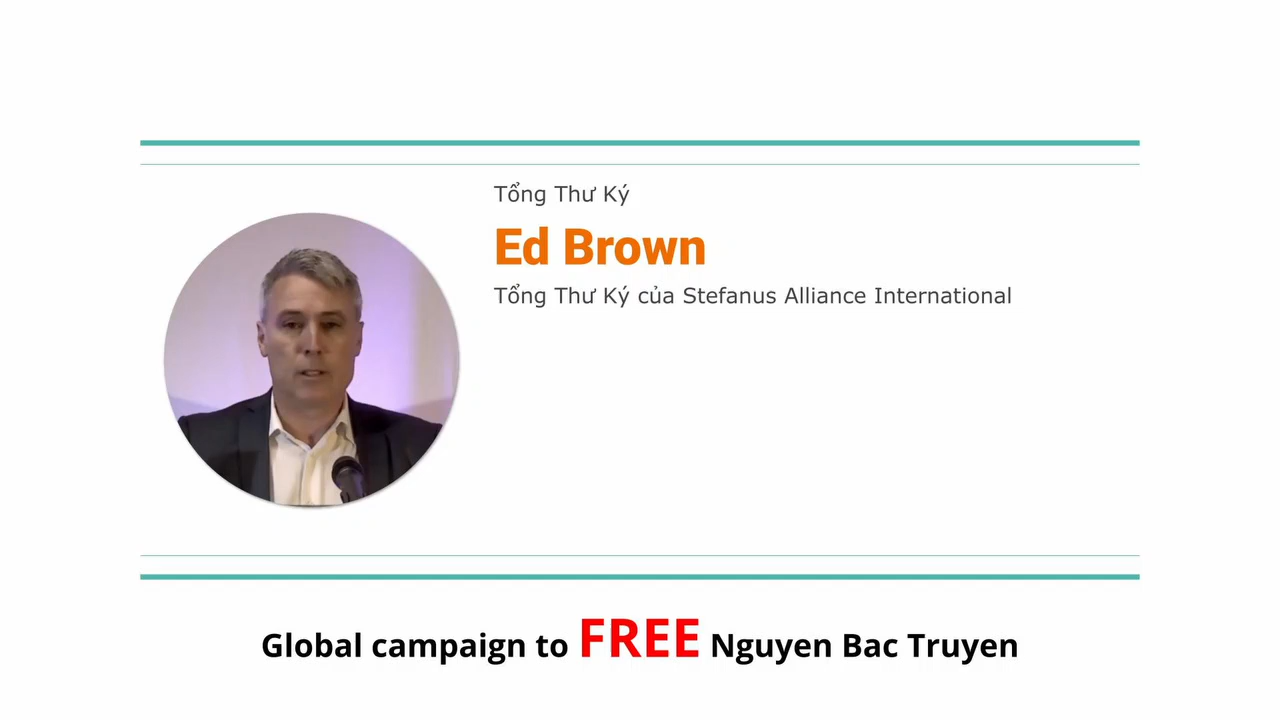 Tổng Thư Ký
Ed Brown
Tổng Thư Ký của Stefanus Alliance International
Global campaign to FREE Nguyen Bac Truyen